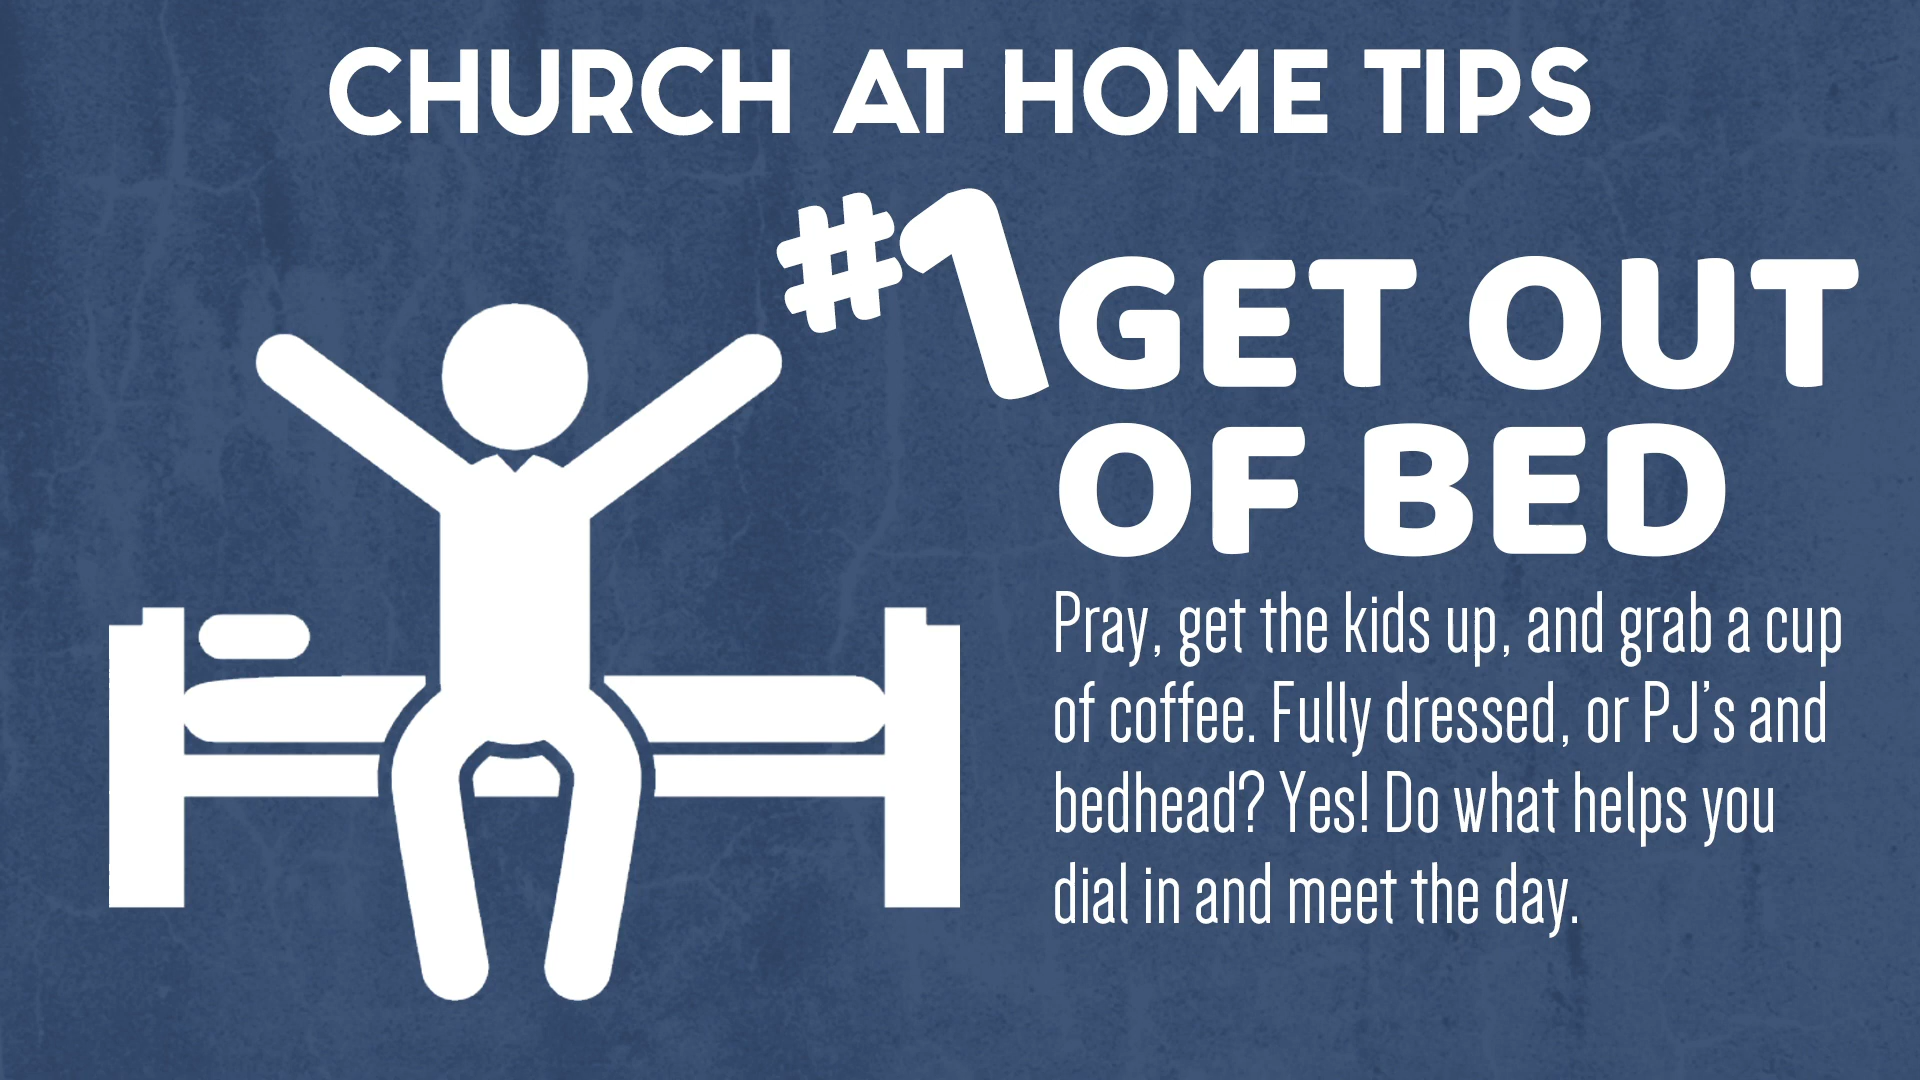 CHURCH AT HOME TIPS
#1 GET OUT
OF BED
Pray, get the kids up, and grab a cup
of coffee. Fully dressed, or PJ's and
bedhead? Yes! Do what helps you
dial in and meet the day.